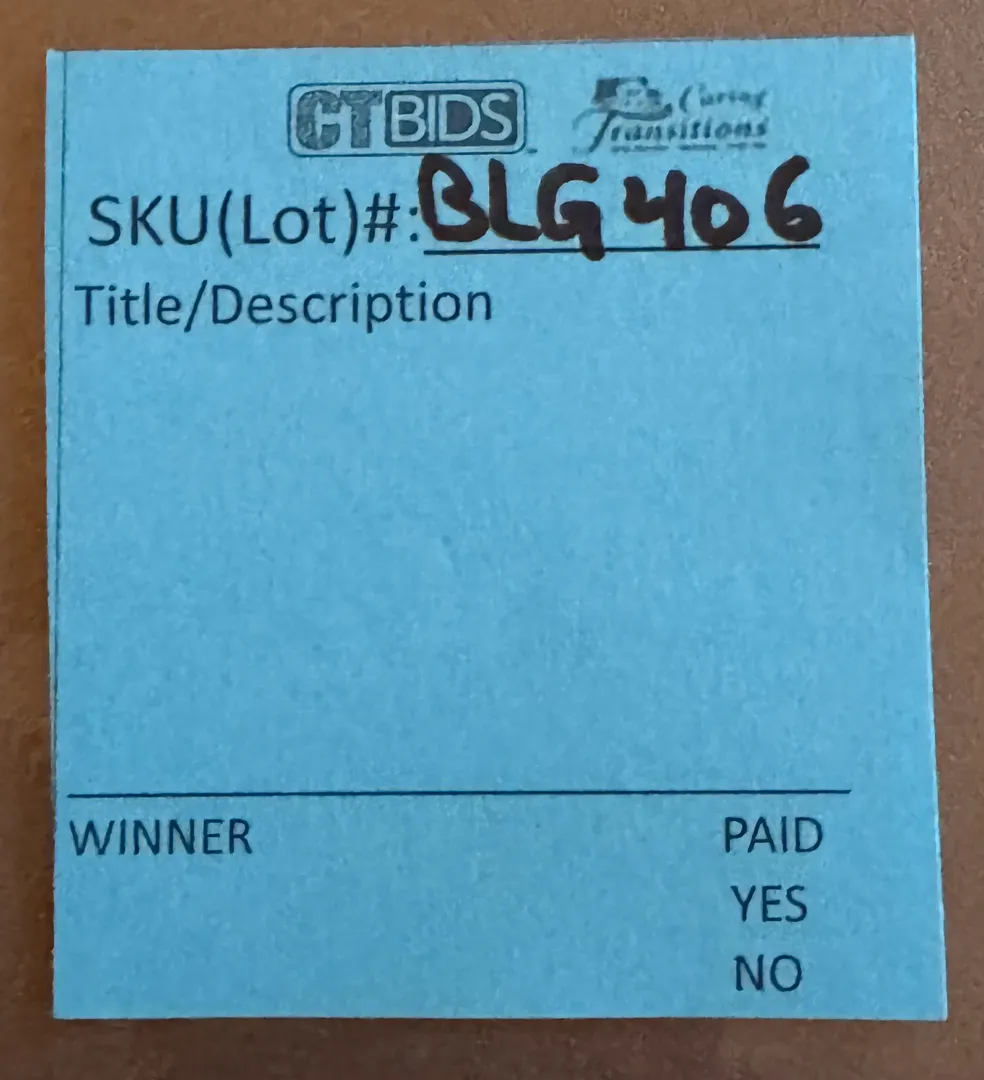 CTBIDS
Caring
Transitions
SKU(Lot)#: BLG406
Title/Description
WINNER PAID
YES
NO